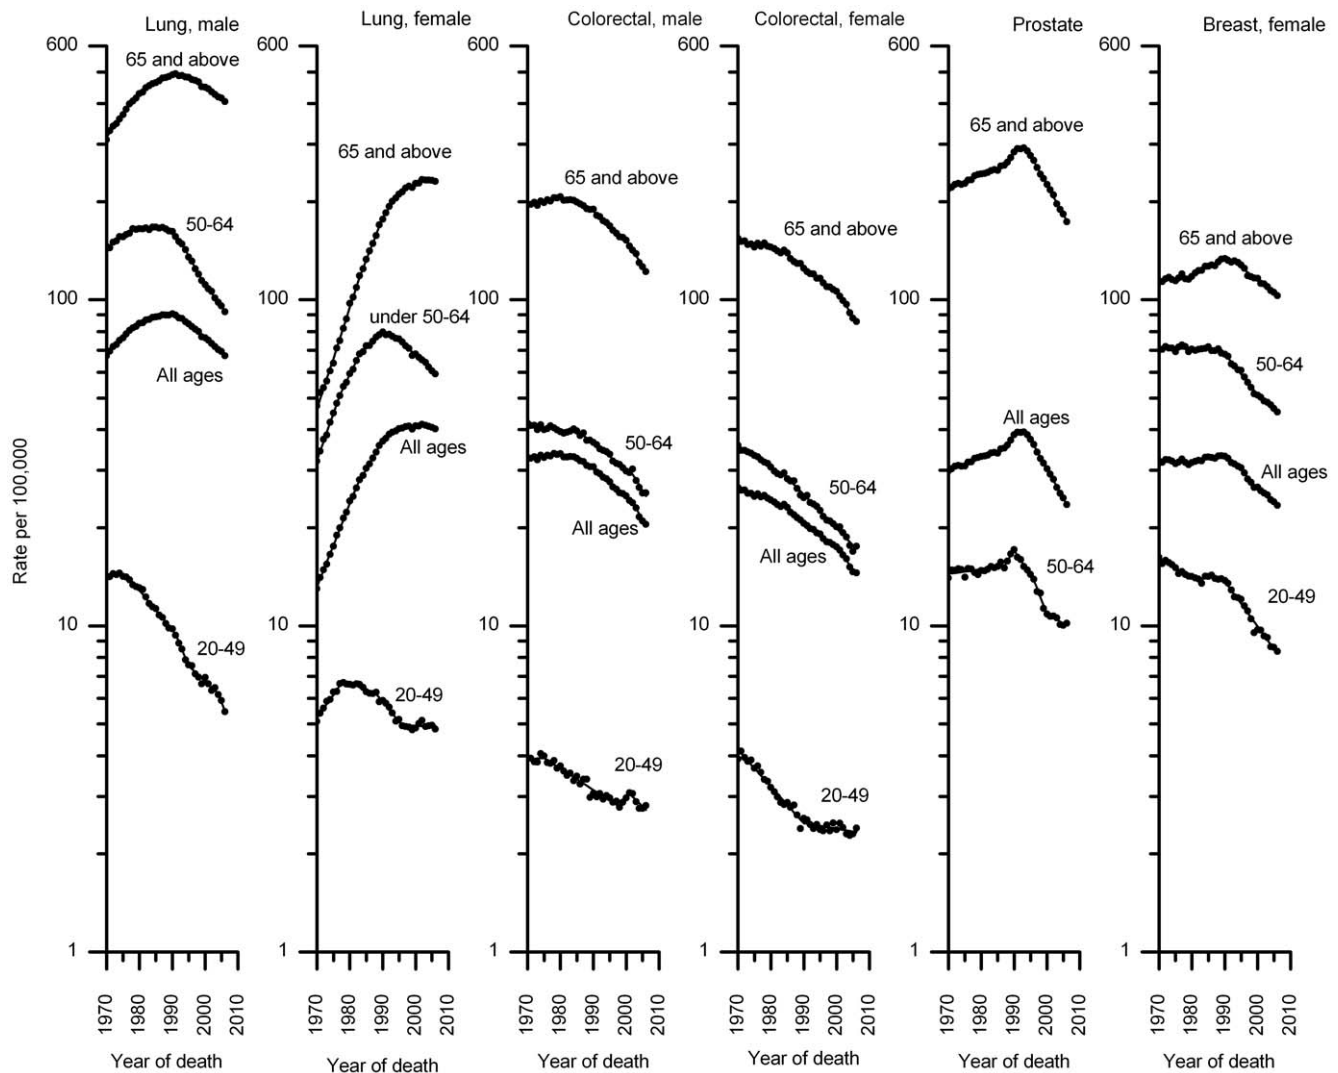 Lung, male
Lung, female
Colorectal, male
Colorectal, female
Prostate
Breast, female
Rate per 100,000
600
100
10
1
65 and above
50-64
All ages
20-49
1970
1980
1990
2000
2010
Year of death
600
100
10
1
65 and above
under 50-64
All ages
20-49
1970
1980
1990
2000
2010
Year of death
600
100
10
1
65 and above
50-64
All ages
20-49
1970
1980
1990
2000
2010
Year of death
600
100
10
1
65 and above
50-64
All ages
20-49
1970
1980
1990
2000
2010
Year of death
600
100
10
1
65 and above
All ages
50-64
1970
1980
1990
2000
2010
Year of death
600
100
10
1
65 and above
50-64
All ages
20-49
1970
1980
1990
2000
2010
Year of death